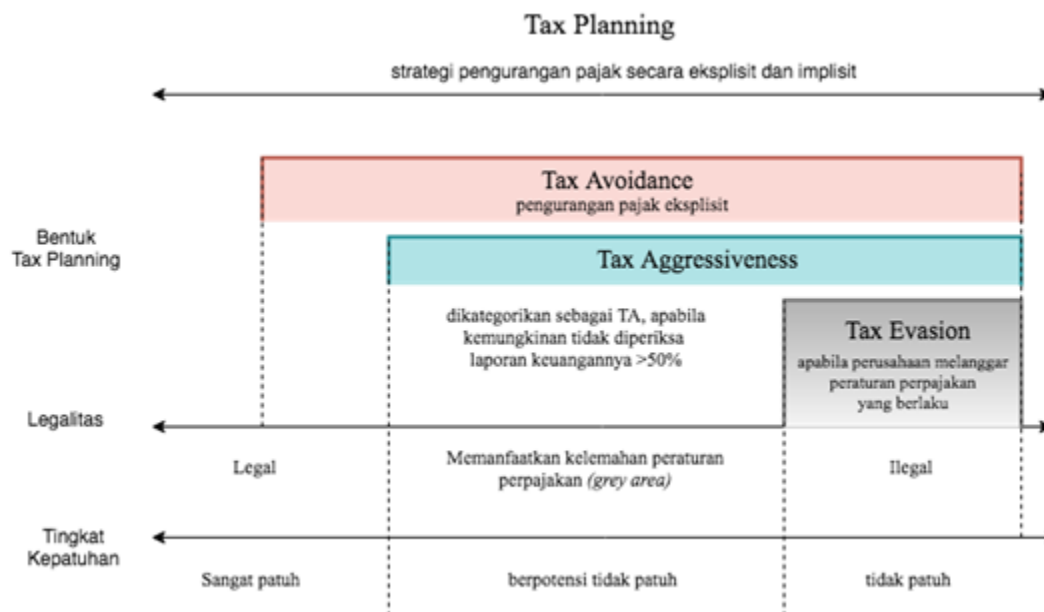 Tax Planning
strategi pengurangan pajak secara eksplisit dan implisit
Tax Avoidance
pengurangan pajak eksplisit
Bentuk
Tax Planning
Tax Aggressiveness
dikategorikan sebagai TA, apabila
kemungkinan tidak diperiksa
laporan keuangannya >50%
Tax Evasion
apabila perusahaan melanggar
peraturan perpajakan
yang berlaku
Legalitas
Legal
Memanfaatkan kelemahan peraturan
perpajakan (grey area)
Ilegal
Tingkat
Kepatuhan
Sangat patuh
berpotensi tidak patuh
tidak patuh